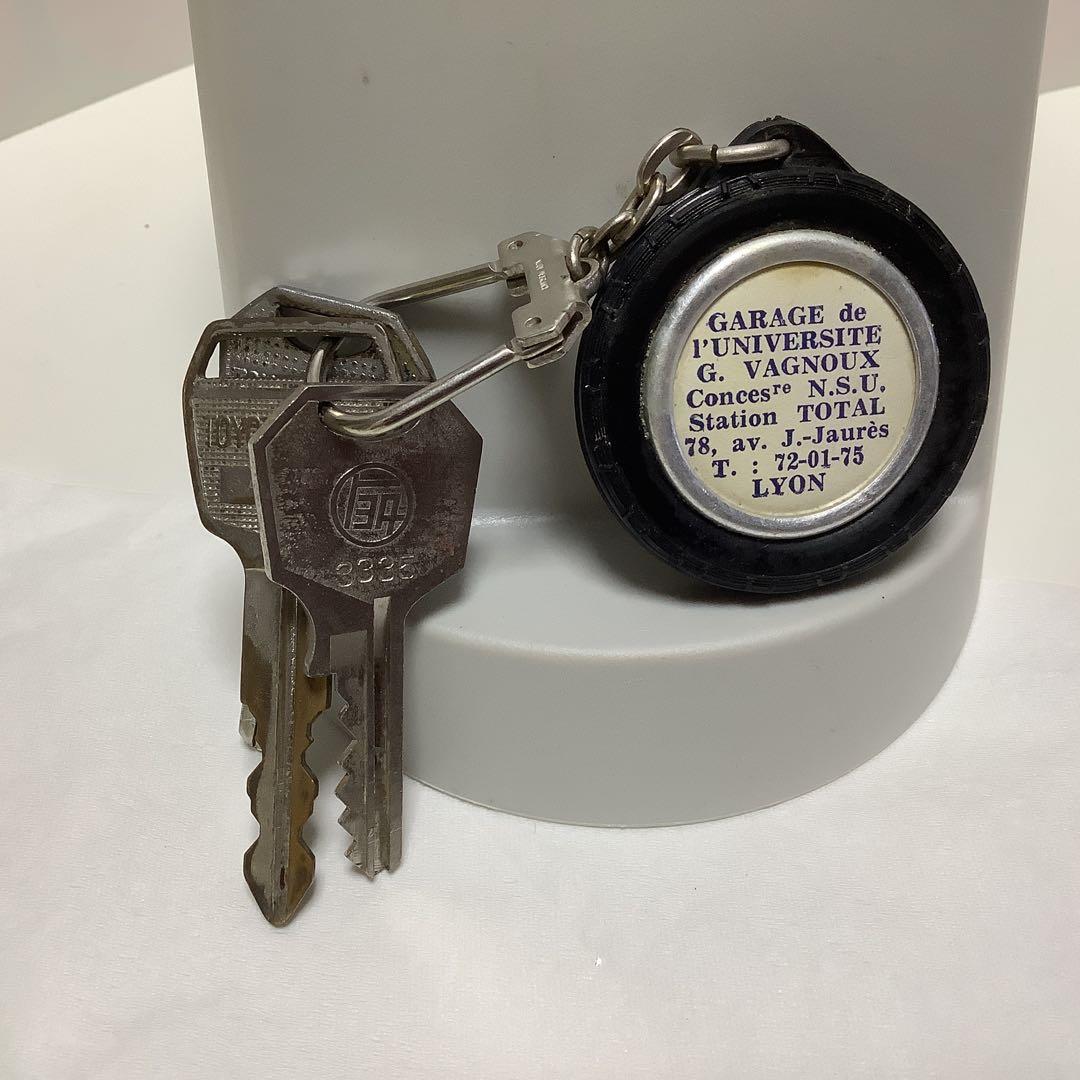 GARAGE de
l'UNIVERSITE
G. VAGNOUX
Concesʳᵉ N.S.U.
Station TOTAL
78, av. J.-Jaurès
T. : 72-01-75
LYON
3335